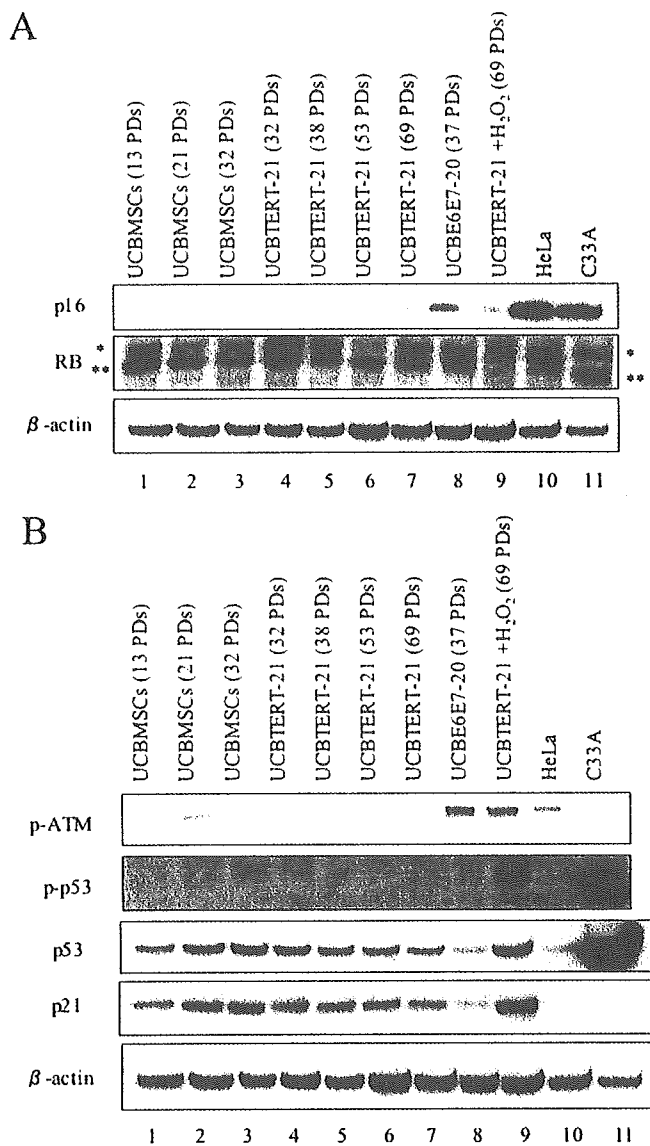 A
UCBMSCs (13 PDs)
UCBMSCs (21 PDs)
UCBMSCs (32 PDs)
UCBTERT-21 (32 PDs)
UCBTERT-21 (38 PDs)
UCBTERT-21 (53 PDs)
UCBTERT-21 (69 PDs)
UCBE6E7-20 (37 PDs)
UCBTERT-21 +H₂O₂ (69 PDs)
HeLa
C33A
p16
*
RB
**
*
**
β-actin
1 2 3 4 5 6 7 8 9 10 11
B
UCBMSCs (13 PDs)
UCBMSCs (21 PDs)
UCBMSCs (32 PDs)
UCBTERT-21 (32 PDs)
UCBTERT-21 (38 PDs)
UCBTERT-21 (53 PDs)
UCBTERT-21 (69 PDs)
UCBE6E7-20 (37 PDs)
UCBTERT-21 +H₂O₂ (69 PDs)
HeLa
C33A
p-ATM
p-p53
p53
p21
β-actin
1 2 3 4 5 6 7 8 9 10 11